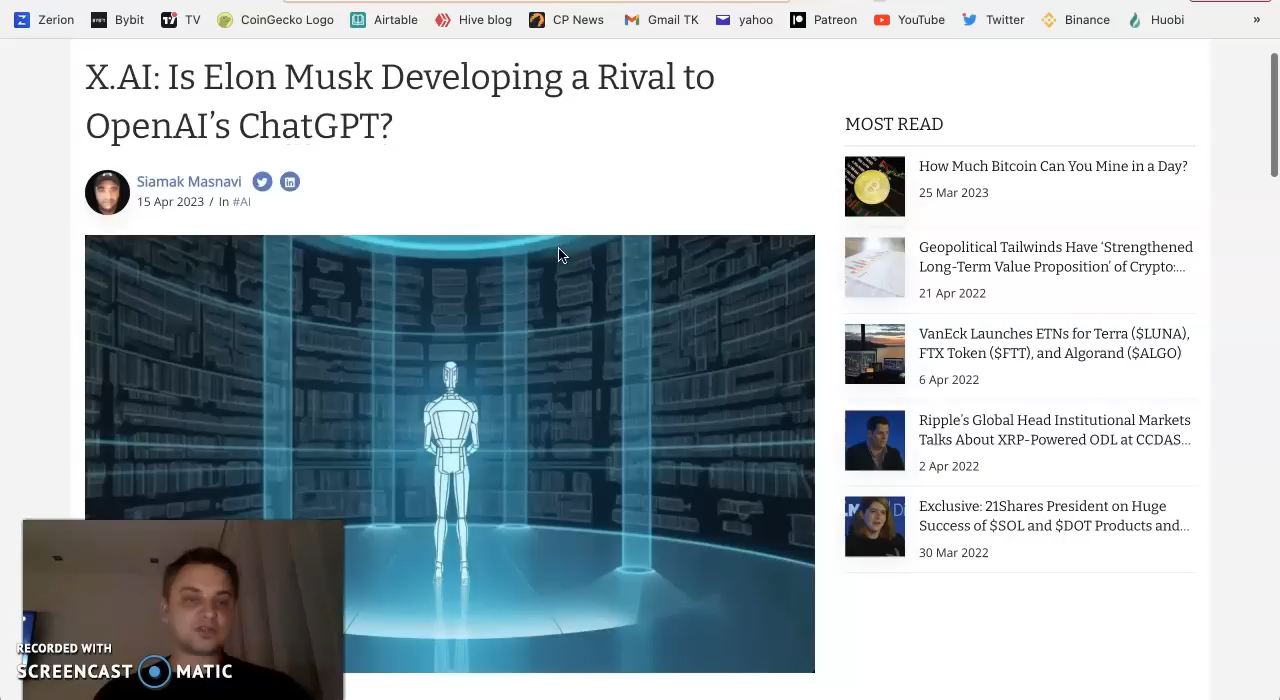 Zerion Bybit TV CoinGecko Logo Airtable Hive blog CP News Gmail TK yahoo Patreon YouTube Twitter Binance Huobi »
X.AI: Is Elon Musk Developing a Rival to
OpenAI's ChatGPT?
Siamak Masnavi
15 Apr 2023 / In #AI
MOST READ
How Much Bitcoin Can You Mine in a Day?
25 Mar 2023
Geopolitical Tailwinds Have ‘Strengthened
Long-Term Value Proposition’ of Crypto:...
21 Apr 2022
VanEck Launches ETNs for Terra ($LUNA),
FTX Token ($FTT), and Algorand ($ALGO)
6 Apr 2022
Ripple’s Global Head Institutional Markets
Talks About XRP-Powered ODL at CCDAS...
2 Apr 2022
Exclusive: 21Shares President on Huge
Success of $SOL and $DOT Products and...
30 Mar 2022
RECORDED WITH
SCREENCAST MATIC